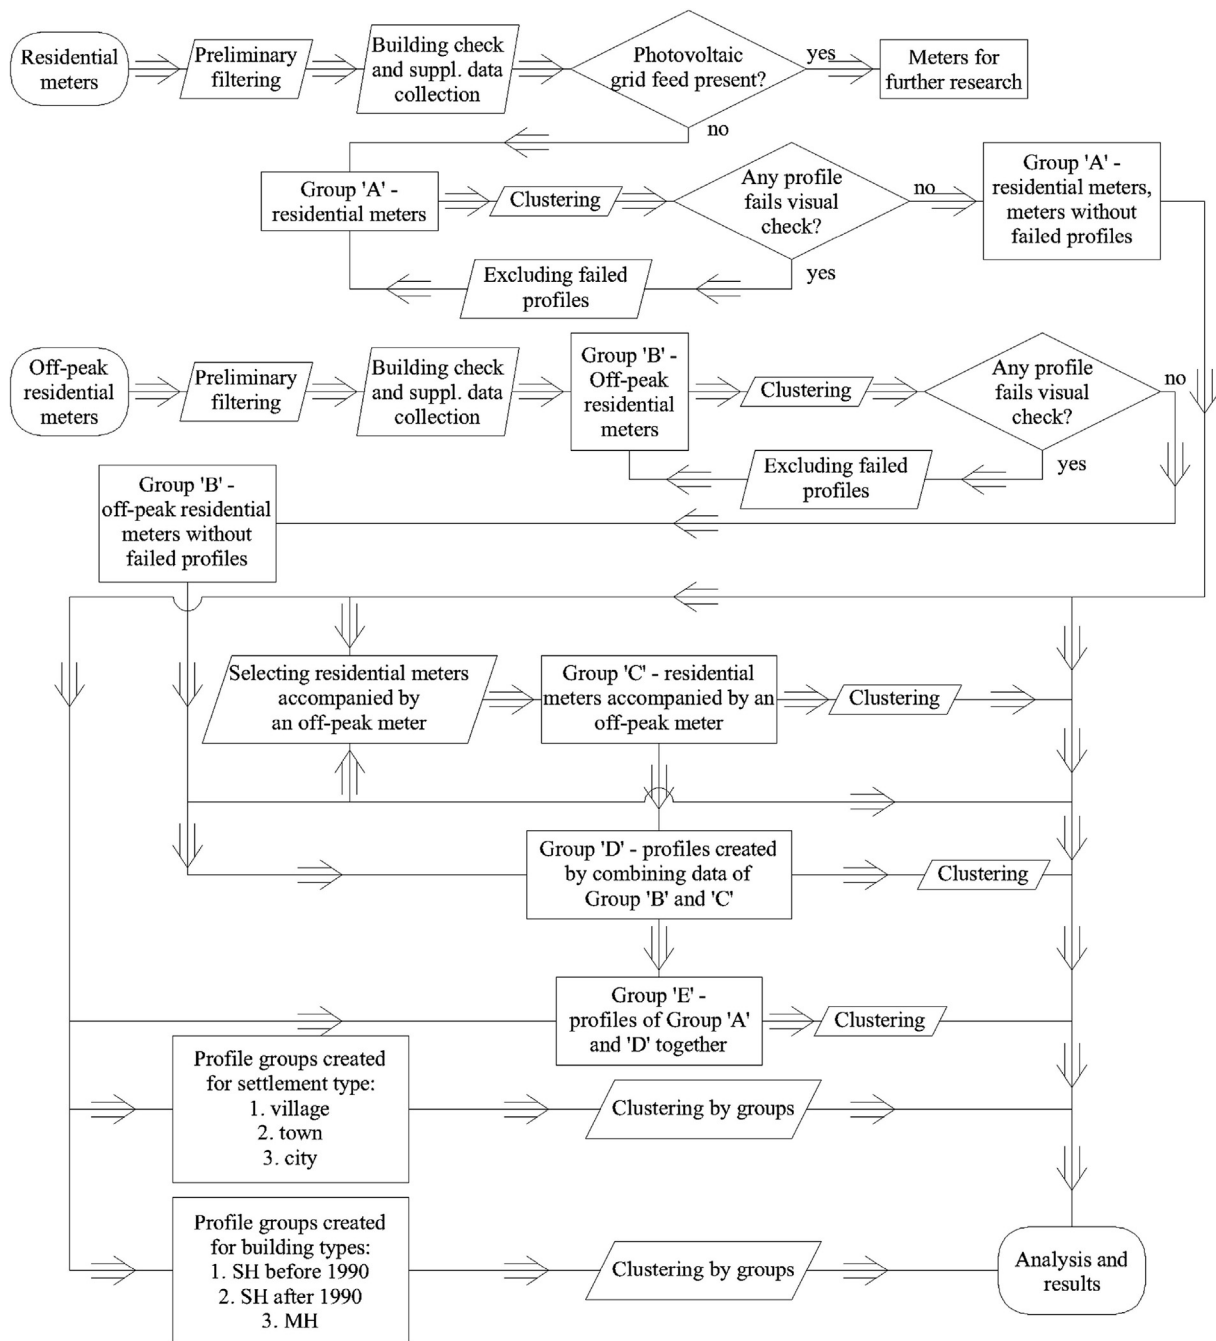 Residential
meters
Preliminary
filtering
Building check
and suppl. data
collection
Photovoltaic
grid feed present?
yes
Meters for
further research
no
Group 'A' -
residential meters
Clustering
Any profile
fails visual
check?
no
Group 'A' -
residential meters,
meters without
failed profiles
yes
Excluding failed
profiles
Off-peak
residential
meters
Preliminary
filtering
Building check
and suppl. data
collection
Group 'B' -
Off-peak
residential
meters
Clustering
Any profile
fails visual
check?
no
yes
Excluding failed
profiles
Group 'B' -
off-peak residential
meters without
failed profiles
Selecting residential meters
accompanied by
an off-peak meter
Group 'C' - residential
meters accompanied by an
off-peak meter
Clustering
Group 'D' - profiles created
by combining data of
Group 'B' and 'C'
Clustering
Group 'E' -
profiles of Group 'A'
and 'D' together
Clustering
Profile groups created
for settlement type:
1. village
2. town
3. city
Clustering by groups
Profile groups created
for building types:
1. SH before 1990
2. SH after 1990
3. MH
Clustering by groups
Analysis and
results